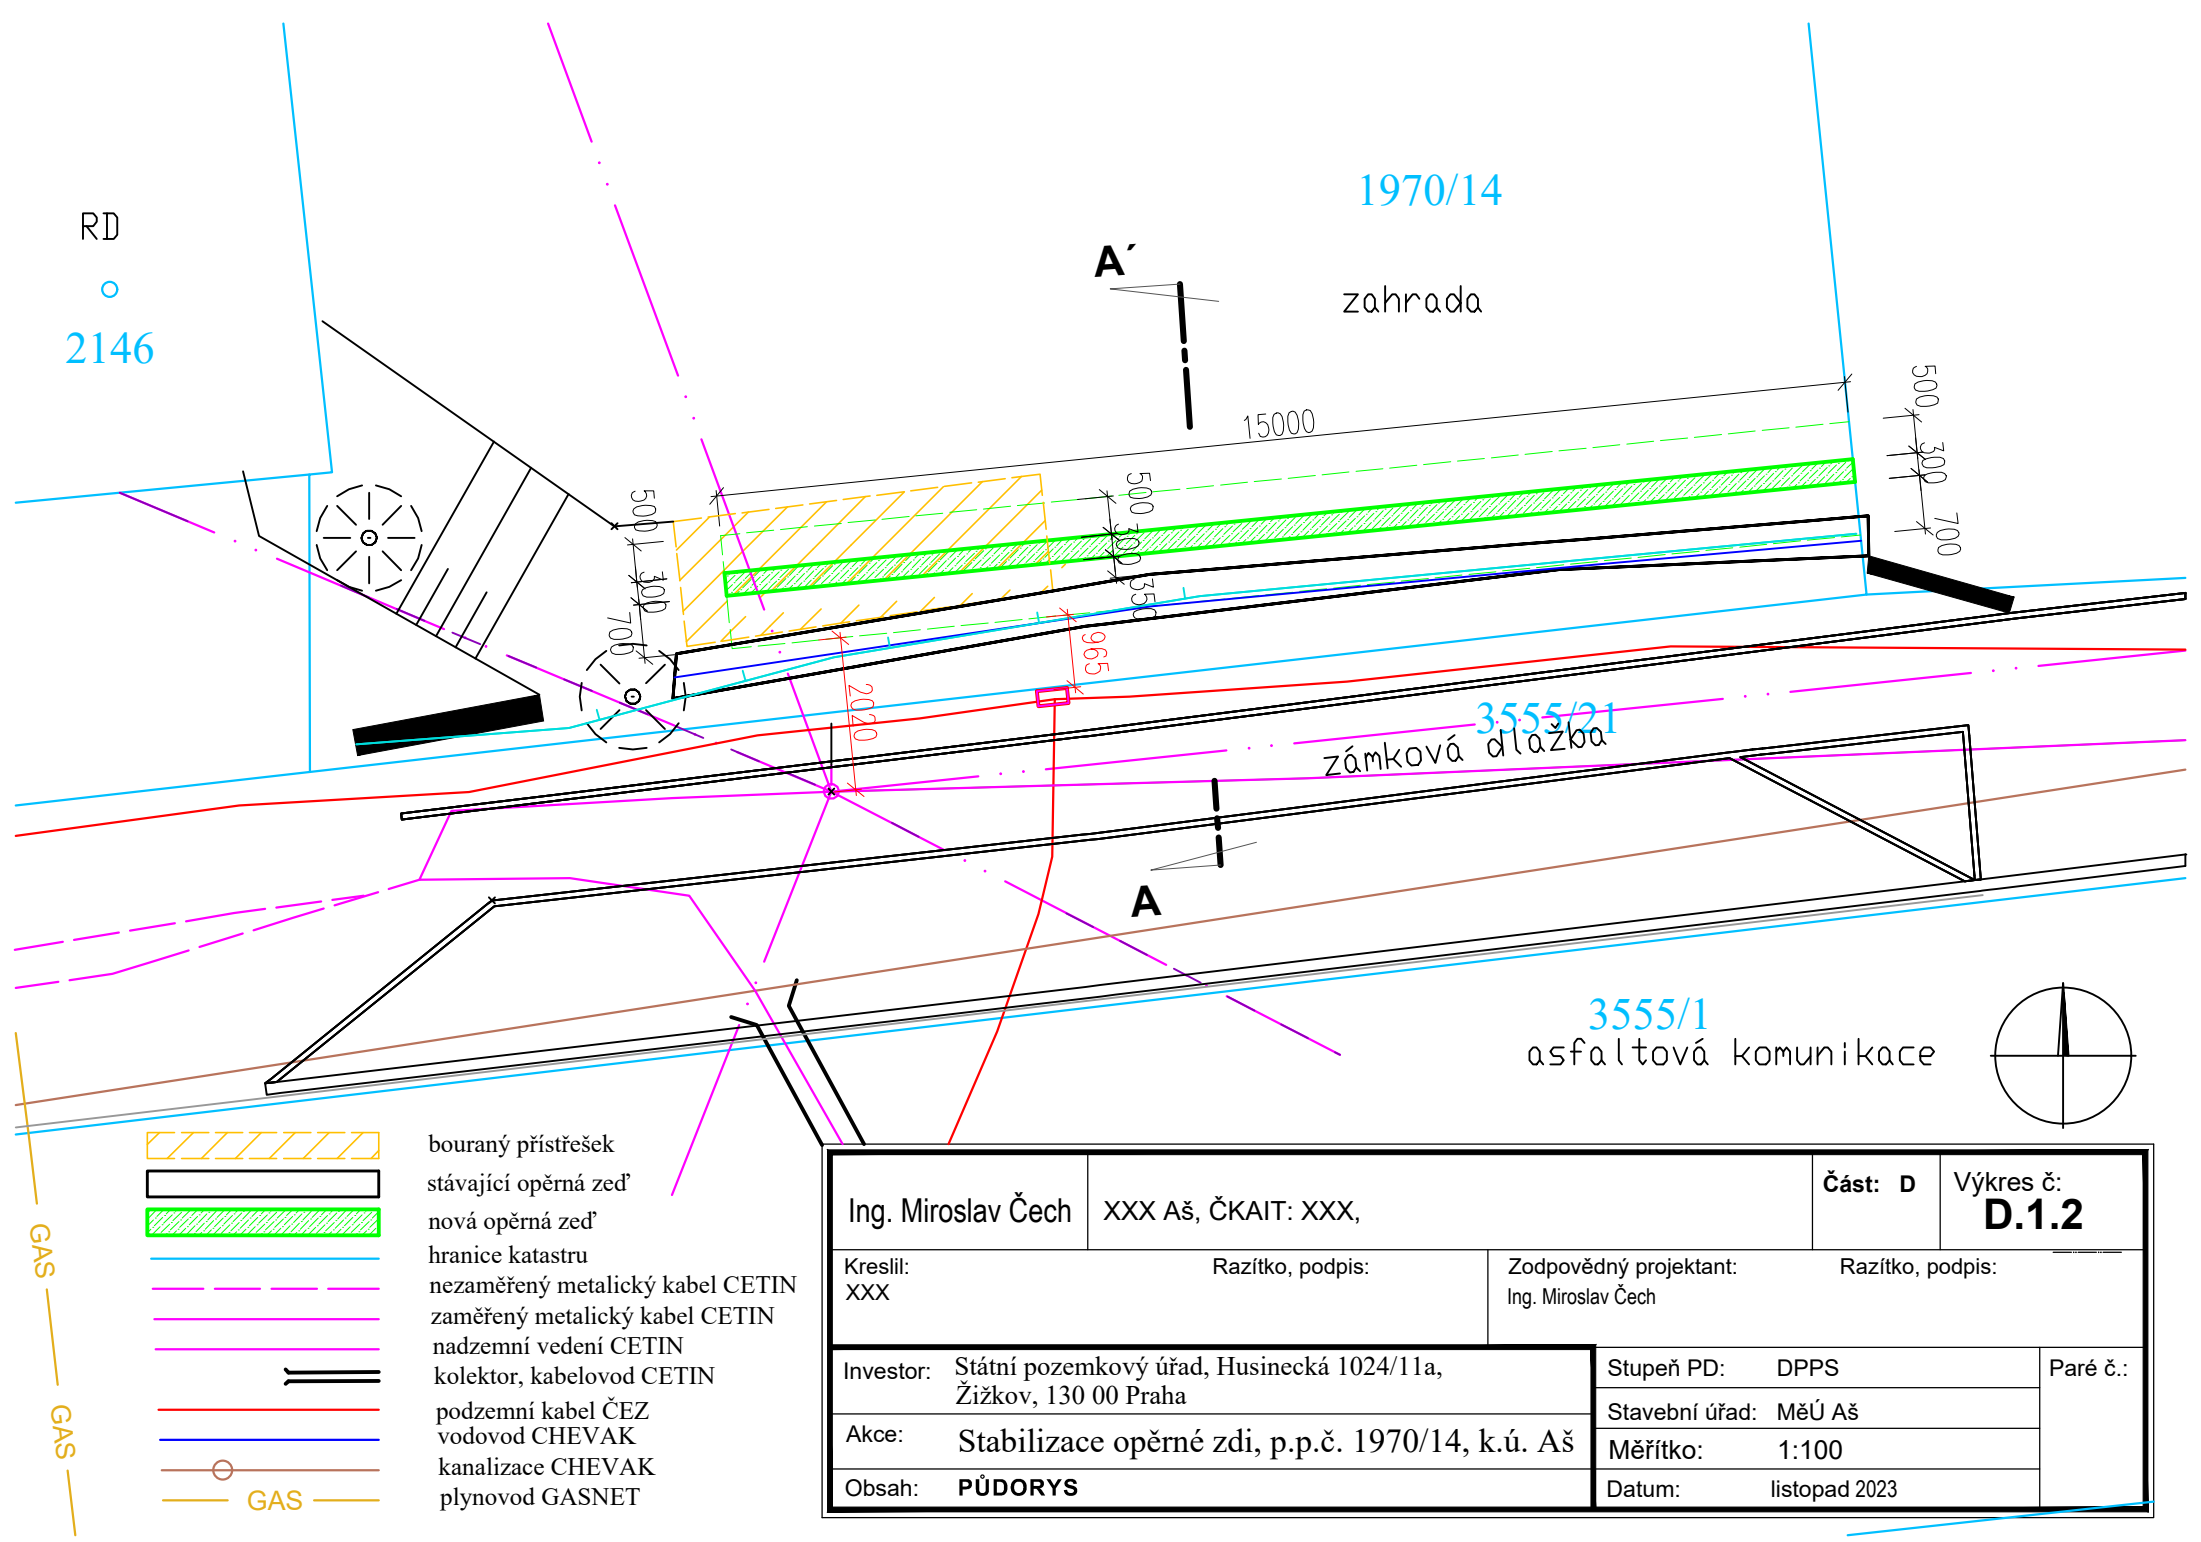 RD
2146
1970/14
zahrada
A´
15000
500
300
700
500
300
350
500
300
700
965
2020
3555/21
zámková dlažba
A
3555/1
asfaltová komunikace
GAS
GAS
bouraný přístřešek
stávající opěrná zeď
nová opěrná zeď
hranice katastru
nezaměřený metalický kabel CETIN
zaměřený metalický kabel CETIN
nadzemní vedení CETIN
kolektor, kabelovod CETIN
podzemní kabel ČEZ
vodovod CHEVAK
kanalizace CHEVAK
GAS plynovod GASNET
Ing. Miroslav Čech
XXX Aš, ČKAIT: XXX,
Část: D
Výkres č:
D.1.2
Kreslil:
XXX
Razítko, podpis:
Zodpovědný projektant:
Ing. Miroslav Čech
Razítko, podpis:
Investor: Státní pozemkový úřad, Husinecká 1024/11a,
Žižkov, 130 00 Praha
Akce: Stabilizace opěrné zdi, p.p.č. 1970/14, k.ú. Aš
Obsah: PŮDORYS
Stupeň PD: DPPS
Stavební úřad: MěÚ Aš
Měřítko: 1:100
Datum: listopad 2023
Paré č.: